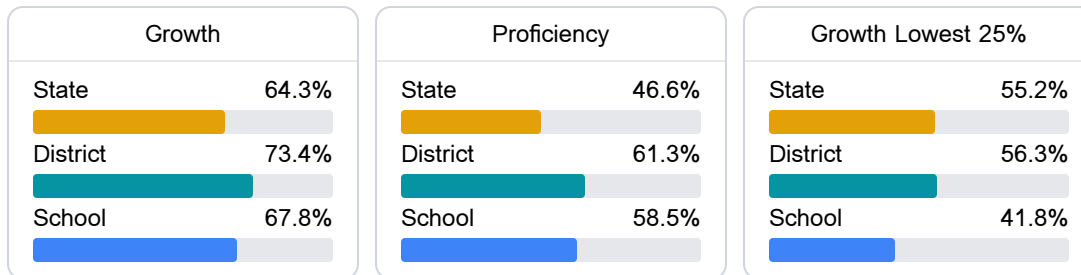 Growth
State 64.3%
District 73.4%
School 67.8%
Proficiency
State 46.6%
District 61.3%
School 58.5%
Growth Lowest 25%
State 55.2%
District 56.3%
School 41.8%